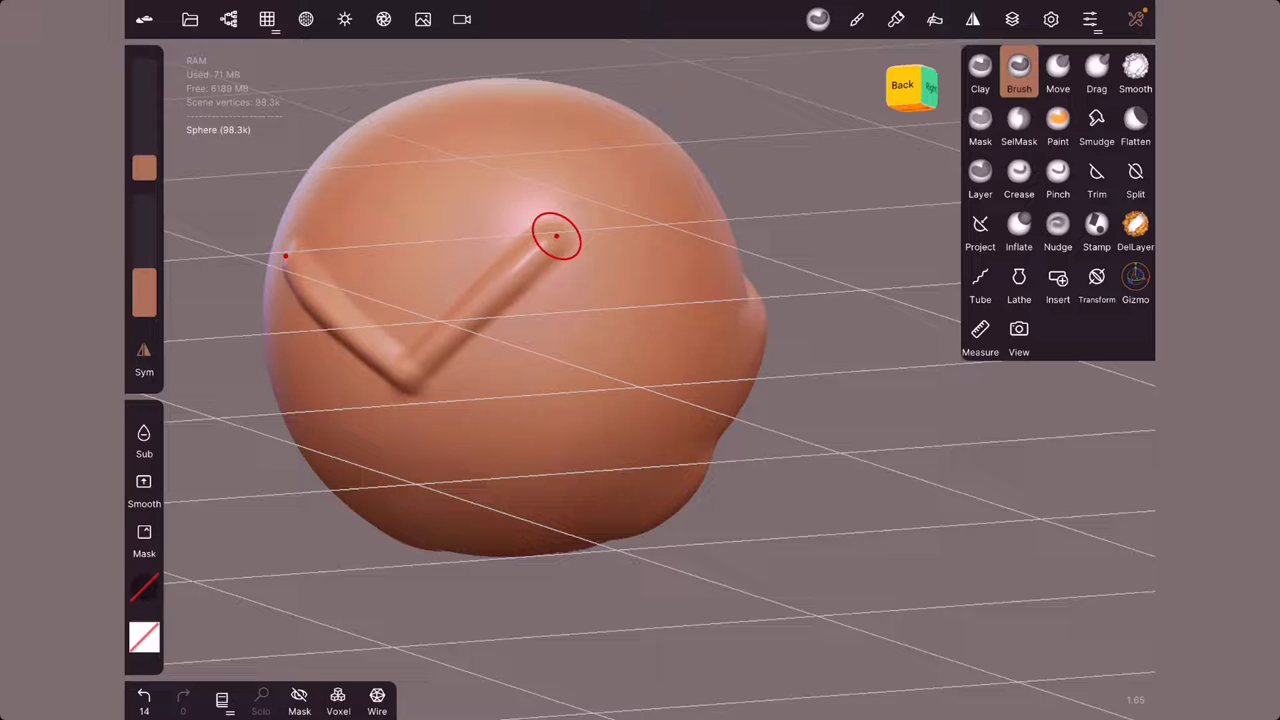 RAM
Used: 71 MB
Free: 6189 MB
Scene vertices: 98.3k
Sphere (98.3k)
Back
Right
Clay Brush Move Drag Smooth
Mask SelMask Paint Smudge Flatten
Layer Crease Pinch Trim Split
Project Inflate Nudge Stamp DelLayer
Tube Lathe Insert Transform Gizmo
Measure View
Sym
Sub
Smooth
Mask
14 0 Solo Mask Voxel Wire
1.65